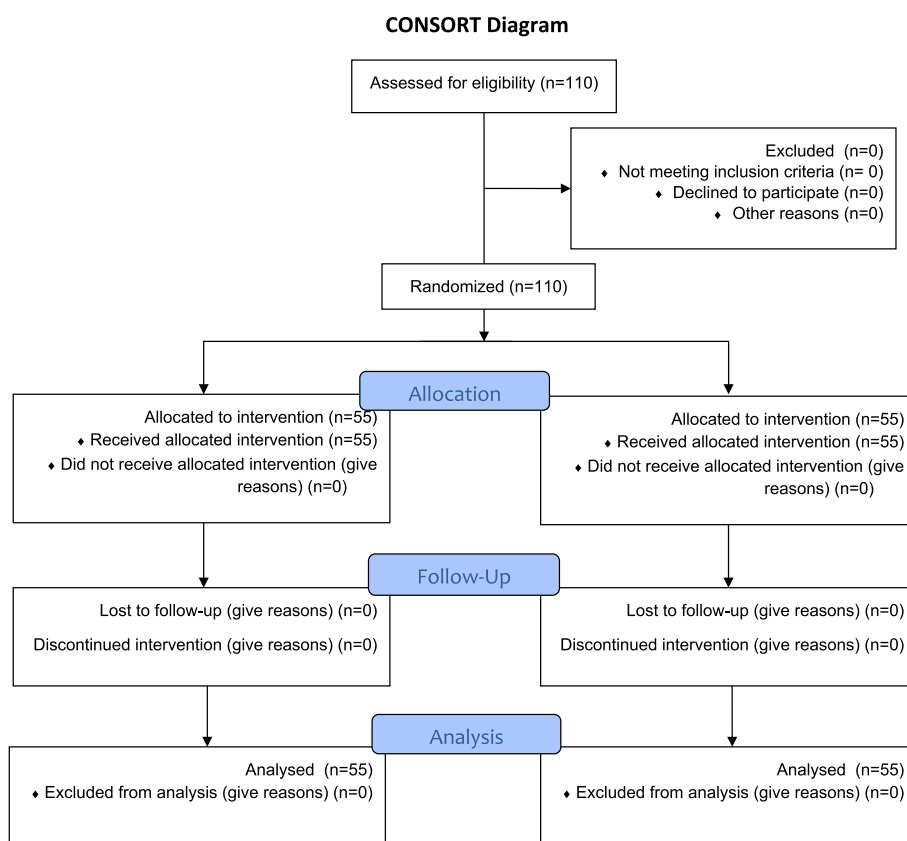 CONSORT Diagram
Assessed for eligibility (n=110)
Excluded (n=0)
♦ Not meeting inclusion criteria (n= 0)
♦ Declined to participate (n=0)
♦ Other reasons (n=0)
Randomized (n=110)
Allocation
Allocated to intervention (n=55)
♦ Received allocated intervention (n=55)
♦ Did not receive allocated intervention (give
reasons) (n=0)
Allocated to intervention (n=55)
♦ Received allocated intervention (n=55)
♦ Did not receive allocated intervention (give
reasons) (n=0)
Follow-Up
Lost to follow-up (give reasons) (n=0)
Discontinued intervention (give reasons) (n=0)
Lost to follow-up (give reasons) (n=0)
Discontinued intervention (give reasons) (n=0)
Analysis
Analysed (n=55)
♦ Excluded from analysis (give reasons) (n=0)
Analysed (n=55)
♦ Excluded from analysis (give reasons) (n=0)